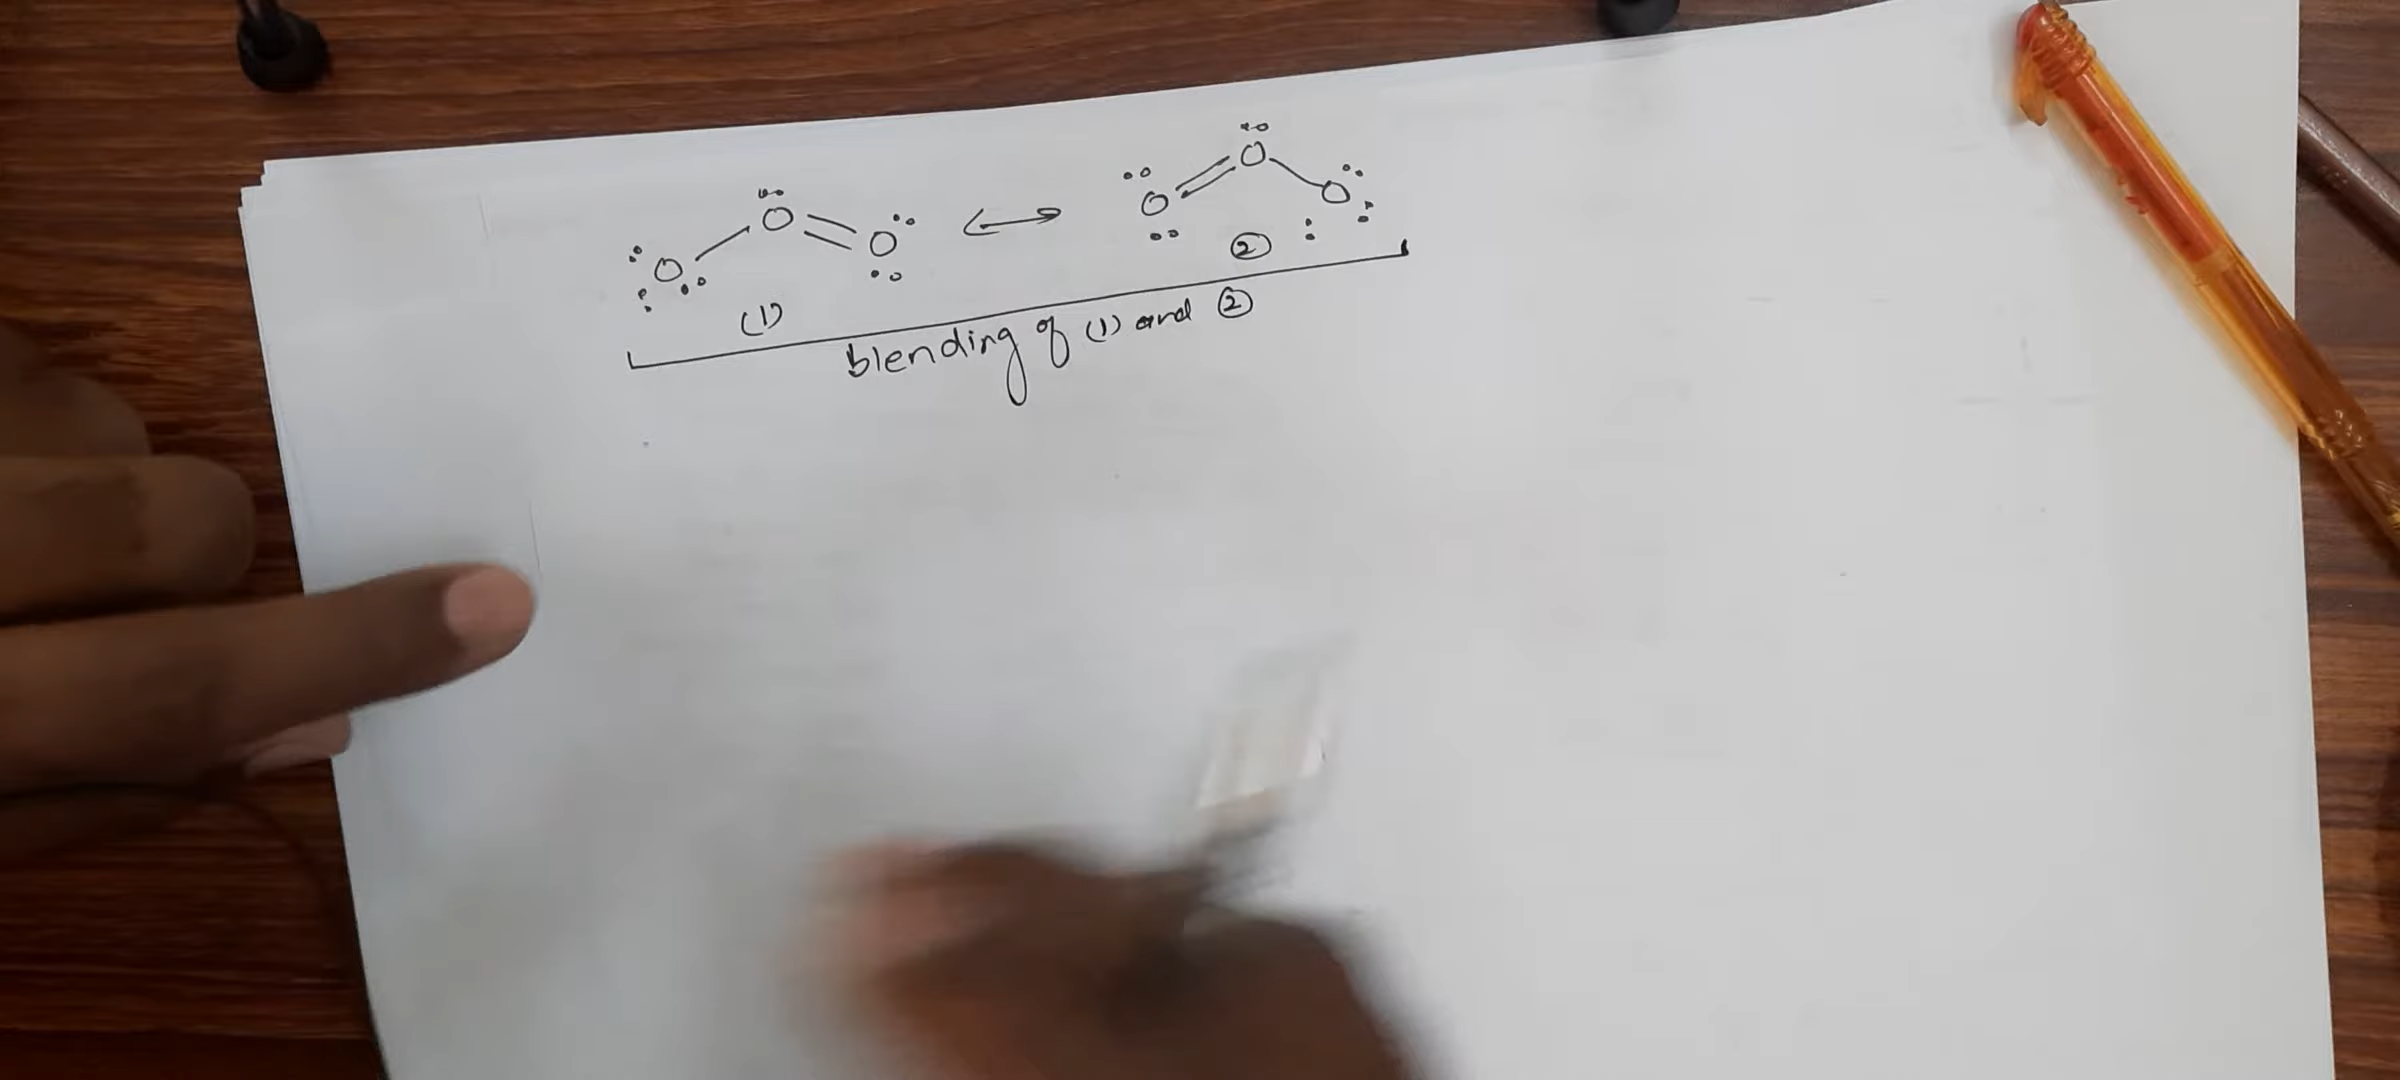 O O O ⟷ O O O
(1) ②
blending of (1) and ②